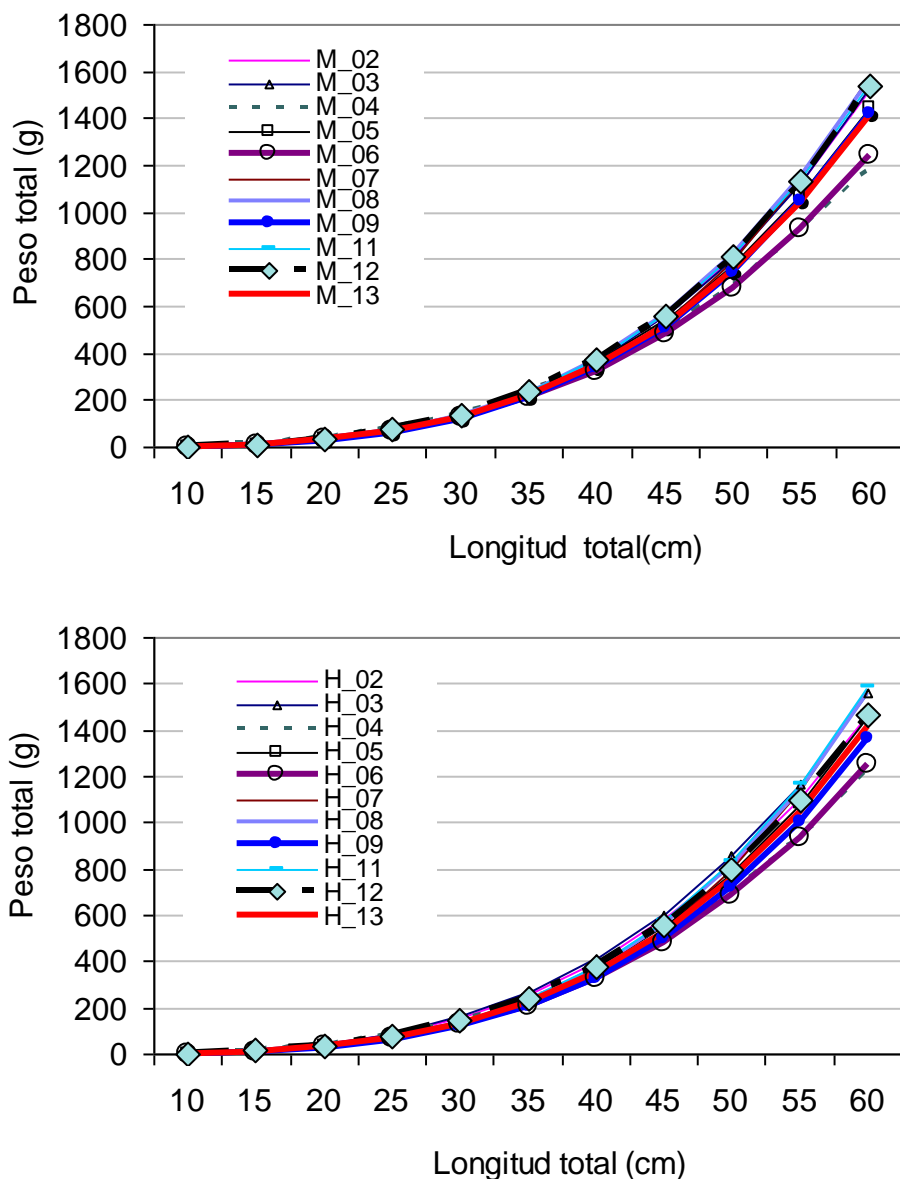 1800
1600
1400
1200
1000
800
600
400
200
0
Peso total (g)
M_02
M_03
M_04
M_05
M_06
M_07
M_08
M_09
M_11
M_12
M_13
10 15 20 25 30 35 40 45 50 55 60
Longitud total(cm)
1800
1600
1400
1200
1000
800
600
400
200
0
Peso total (g)
H_02
H_03
H_04
H_05
H_06
H_07
H_08
H_09
H_11
H_12
H_13
10 15 20 25 30 35 40 45 50 55 60
Longitud total (cm)